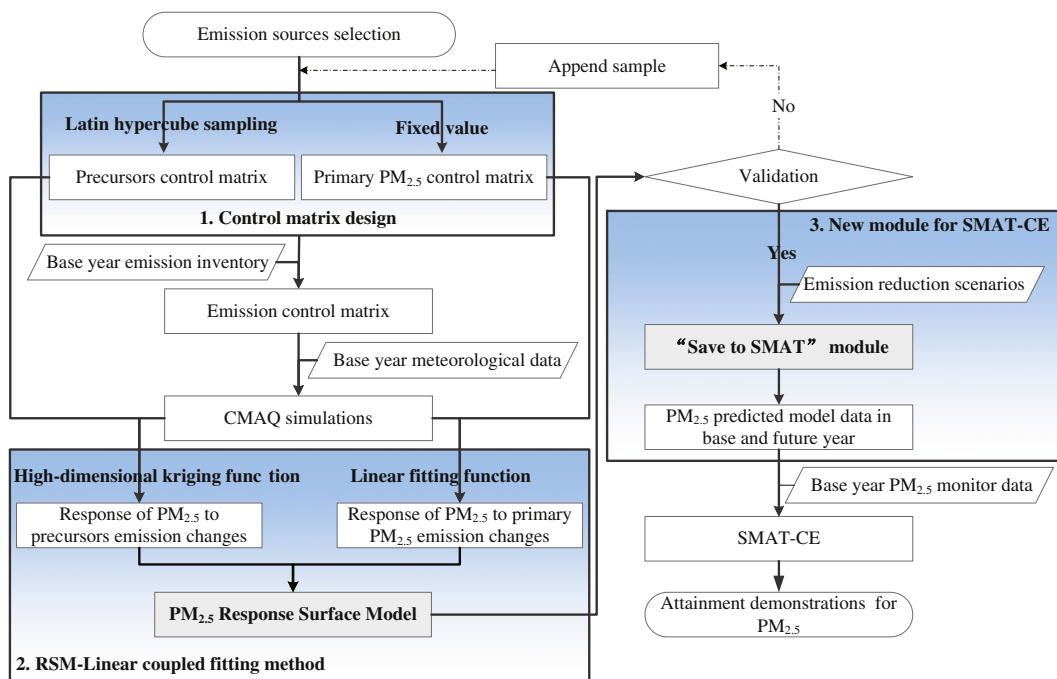 Emission sources selection
Append sample
No
Latin hypercube sampling
Fixed value
Precursors control matrix
Primary PM2.5 control matrix
1. Control matrix design
Validation
3. New module for SMAT-CE
Yes
Base year emission inventory
Emission reduction scenarios
Emission control matrix
“Save to SMAT” module
Base year meteorological data
CMAQ simulations
PM2.5 predicted model data in
base and future year
High-dimensional kriging func tion
Linear fitting function
Base year PM2.5 monitor data
Response of PM2.5 to
precursors emission changes
Response of PM2.5 to primary
PM2.5 emission changes
SMAT-CE
PM2.5 Response Surface Model
Attainment demonstrations for
PM2.5
2. RSM-Linear coupled fitting method